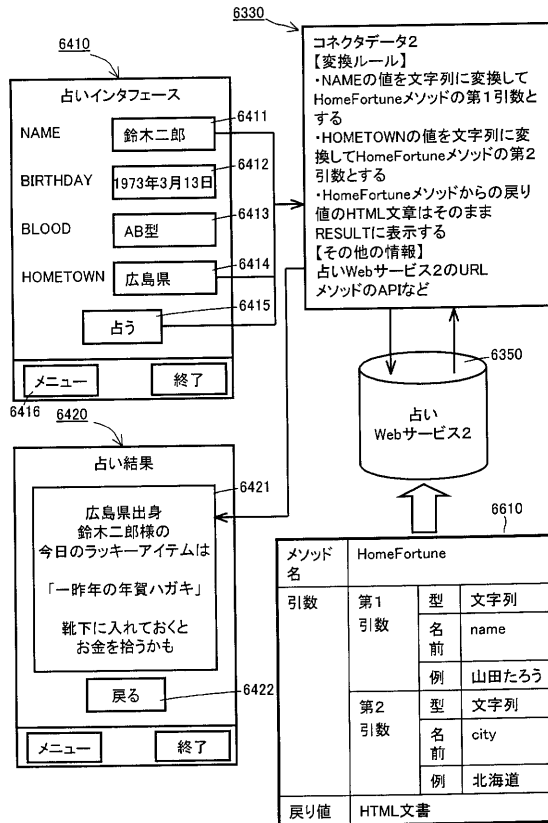 6410
占いインタフェース
NAME
鈴木二郎
6411
BIRTHDAY
1973年3月13日
6412
BLOOD
AB型
6413
HOMETOWN
広島県
6414
占う
6415
メニュー
終了
6416
6330
コネクタデータ2
【変換ルール】
・NAMEの値を文字列に変換して
HomeFortuneメソッドの第1引数と
する
・HOMETOWNの値を文字列に変
換してHomeFortuneメソッドの第2
引数とする
・HomeFortuneメソッドからの戻り
値のHTML文章はそのまま
RESULTに表示する
【その他の情報】
占いWebサービス2のURL
メソッドのAPIなど
6350
占い
Webサービス2
6420
占い結果
6421
広島県出身
鈴木二郎様の
今日のラッキーアイテムは
「一昨年の年賀ハガキ」
靴下に入れておくと
お金を拾うかも
戻る
6422
メニュー
終了
6610
メソッド
名
HomeFortune
引数
第1
引数
型
文字列
名
前
name
例
山田たろう
第2
引数
型
文字列
名
前
city
例
北海道
戻り値
HTML文書